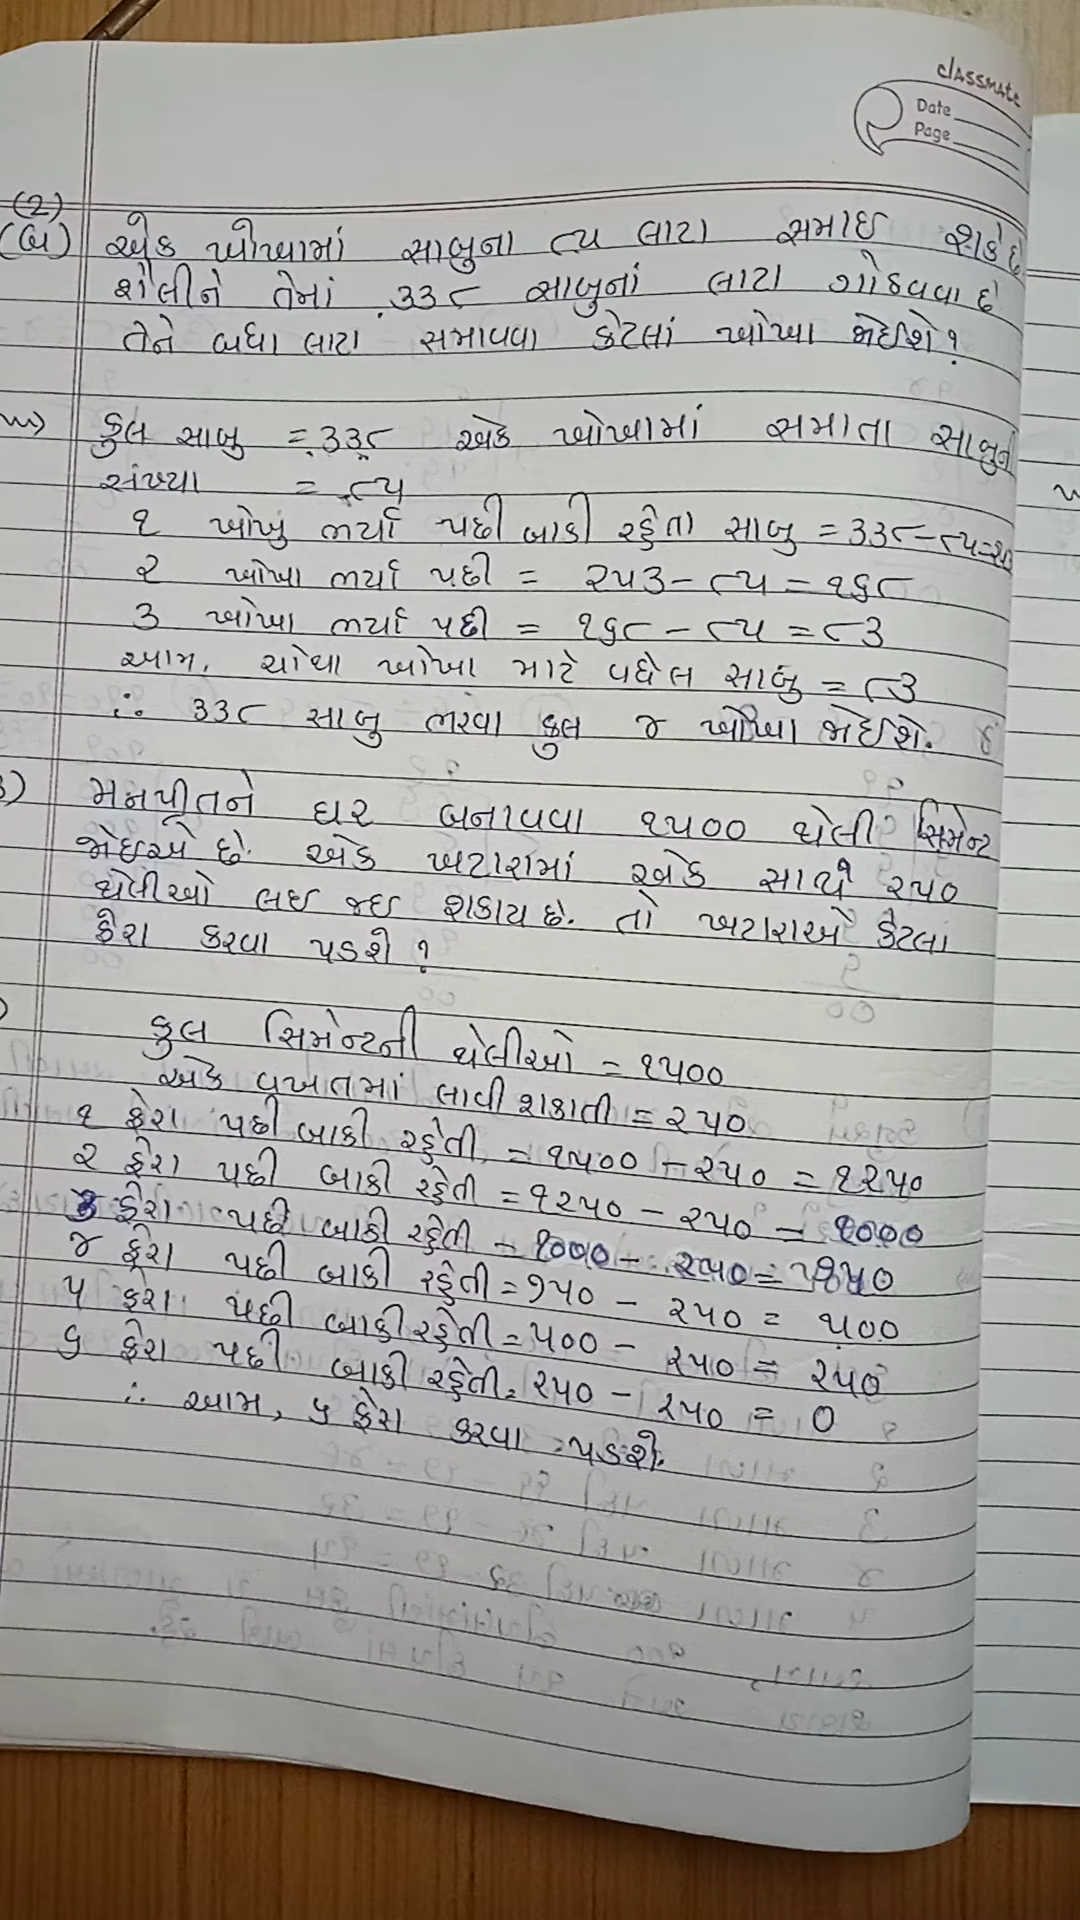 classmate
Date
Page
(2)
(બ) એક ખોખામાં સાબુના ૮૫ લાટા સમાઇ શકે છે
શૈલીને તેમાં ૩૩૮ સાબુનાં લાટા ગોઠવવા છે
તેને બધા લાટા સમાવવા કેટલાં ખોખા જોઈશે?
કુલ સાબુ = ૩૩૮ એક ખોખામાં સમાતા સાબુની
સંખ્યા = ૮૫
૧ ખોખું ભર્યા પછી બાકી રહેતા સાબુ = ૩૩૮ - ૮૫ =
૨ ખોખા ભર્યા પછી = ૨૫૩ - ૮૫ = ૧૬૮
૩ ખોખા ભર્યા પછી = ૧૬૮ - ૮૫ = ૮૩
આમ, ચોથા ખોખા માટે વધેલ સાબુ = ૮૩
∴ ૩૩૮ સાબુ ભરવા કુલ ૪ ખોખા જોઈશે.
મનપ્રીતને ઘર બનાવવા ૧૫૦૦ થેલી સિમેન્ટ
જોઇએ છે. એક ખટારામાં એક સાથે ૨૫૦
થેલીઓ લઇ જઇ શકાય છે. તો ખટારાએ કેટલા
ફેરા કરવા પડશે?
કુલ સિમેન્ટની થેલીઓ = ૧૫૦૦
એક વખતમાં લાવી શકાતી = ૨૫૦
૧ ફેરા પછી બાકી રહેતી = ૧૫૦૦ - ૨૫૦ = ૧૨૫૦
૨ ફેરા પછી બાકી રહેતી = ૧૨૫૦ - ૨૫૦ = ૧૦૦૦
૩ ફેરા પછી બાકી રહેતી = ૧૦૦૦ - ૨૫૦ = ૭૫૦
૪ ફેરા પછી બાકી રહેતી = ૭૫૦ - ૨૫૦ = ૫૦૦
૫ ફેરા પછી બાકી રહેતી = ૫૦૦ - ૨૫૦ = ૨૫૦
૬ ફેરા પછી બાકી રહેતી = ૨૫૦ - ૨૫૦ = ૦
∴ આમ, ૬ ફેરા કરવા પડશે.